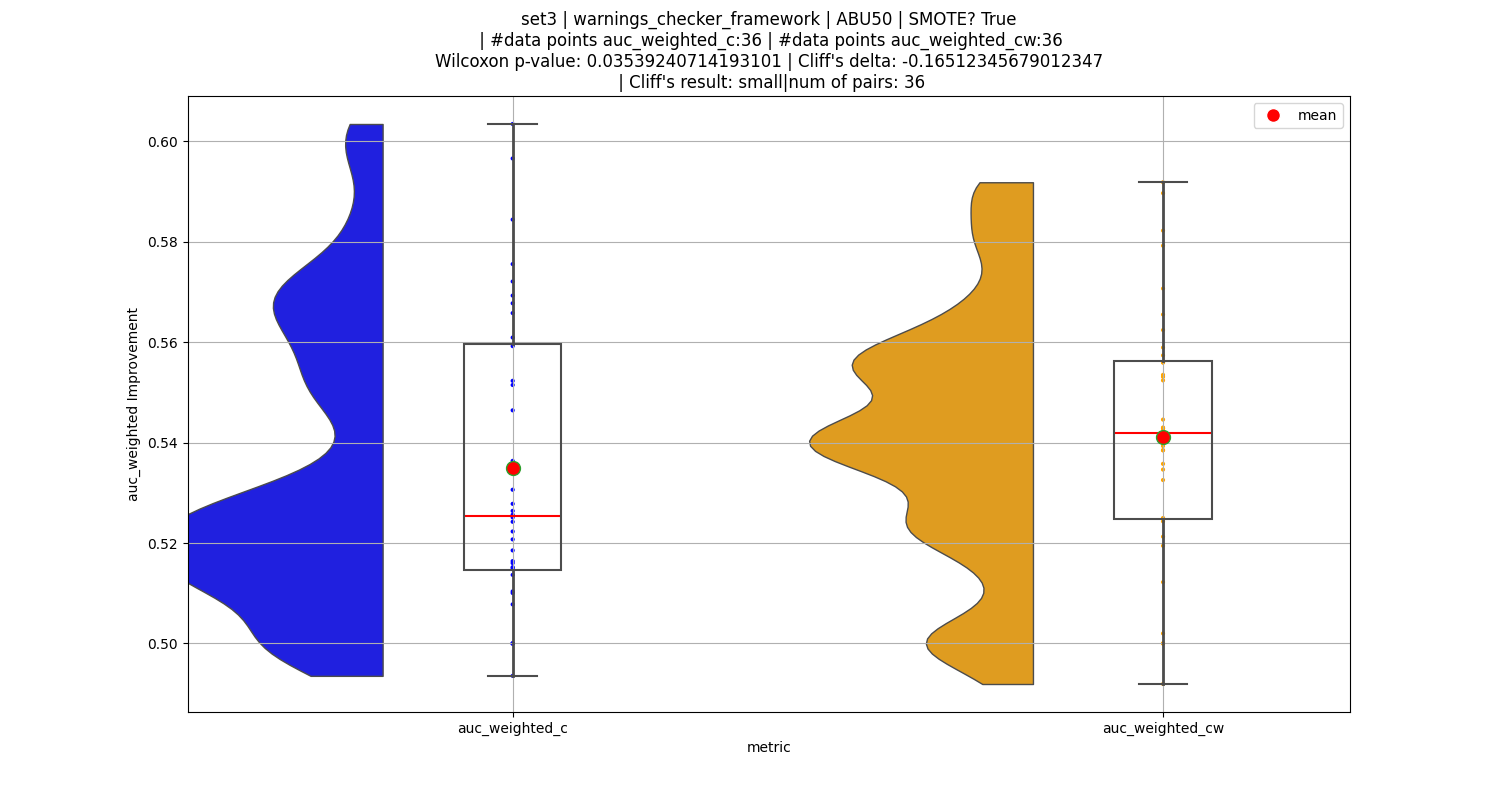 set3 | warnings_checker_framework | ABU50 | SMOTE? True
| #data points auc_weighted_c:36 | #data points auc_weighted_cw:36
Wilcoxon p-value: 0.03539240714193101 | Cliff's delta: -0.16512345679012347
| Cliff's result: small|num of pairs: 36
mean
0.60
0.58
0.56
0.54
0.52
0.50
auc_weighted Improvement
auc_weighted_c
auc_weighted_cw
metric